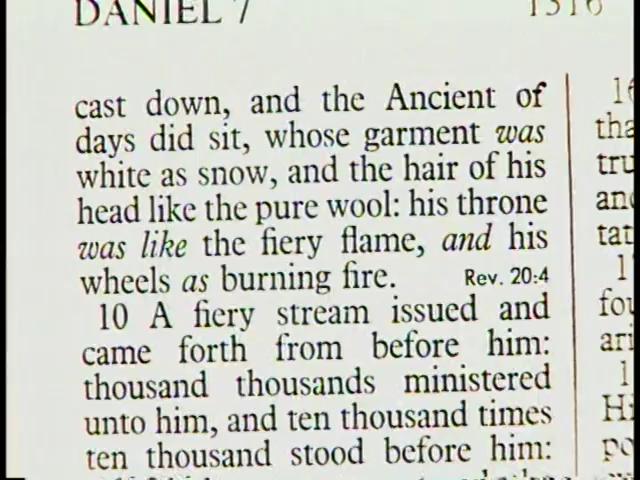 DANIEL 7
1316
cast down, and the Ancient of
days did sit, whose garment was
white as snow, and the hair of his
head like the pure wool: his throne
was like the fiery flame, and his
wheels as burning fire. Rev. 20:4
10 A fiery stream issued and
came forth from before him:
thousand thousands ministered
unto him, and ten thousand times
ten thousand stood before him: